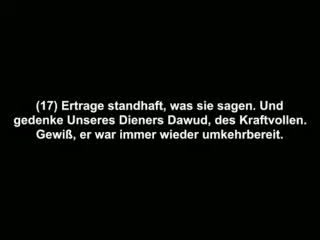 (17) Ertrage standhaft, was sie sagen. Und
gedenke Unseres Dieners Dawud, des Kraftvollen.
Gewiß, er war immer wieder umkehrbereit.